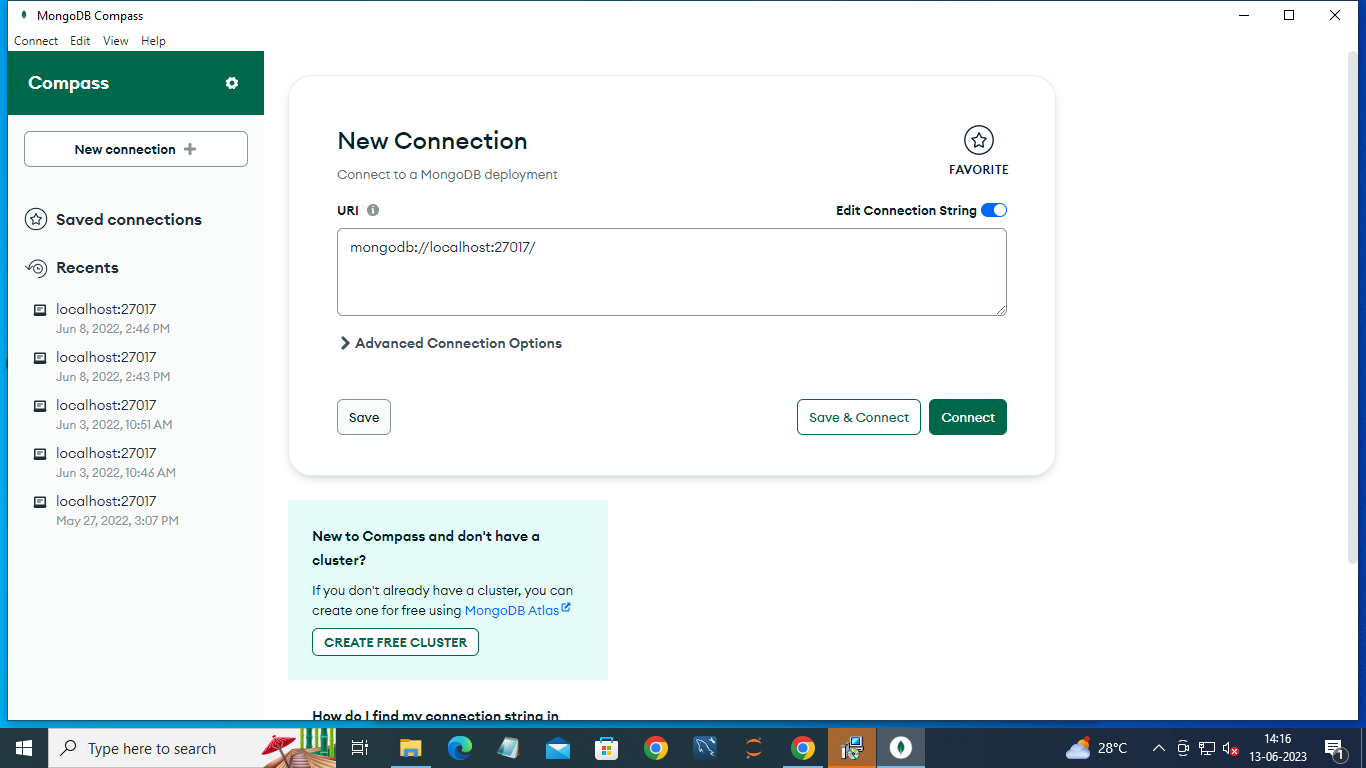 MongoDB Compass
Connect Edit View Help
Compass
New connection
Saved connections
Recents
localhost:27017
Jun 8, 2022, 2:46 PM
localhost:27017
Jun 8, 2022, 2:43 PM
localhost:27017
Jun 3, 2022, 10:51 AM
localhost:27017
Jun 3, 2022, 10:46 AM
localhost:27017
May 27, 2022, 3:07 PM
New Connection
FAVORITE
Connect to a MongoDB deployment
URI
Edit Connection String
mongodb://localhost:27017/
Advanced Connection Options
Save
Save & Connect
Connect
New to Compass and don't have a
cluster?
If you don't already have a cluster, you can
create one for free using MongoDB Atlas
CREATE FREE CLUSTER
How do I find my connection string in
Type here to search
28°C
14:16
13-06-2023
1